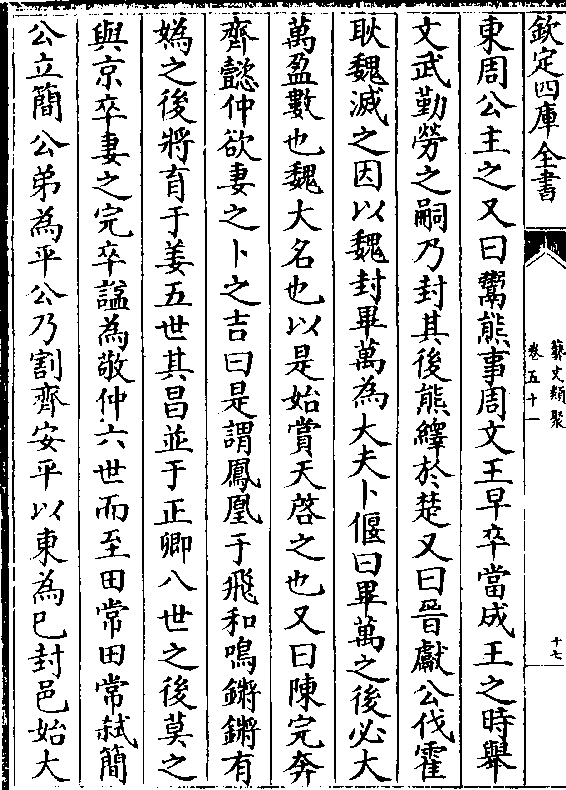 欽定四庫全書
藝文類聚
卷五十一
十七
東周公主之又曰鬻熊事周文王早卒當成王之時舉
文武勤勞之嗣乃封其後熊繹於楚又曰晉獻公伐霍
耿魏滅之因以魏封畢萬為大夫卜偃曰畢萬之後必大
萬盈數也魏大名也以是始賞天啓之也又曰陳完奔
齊懿仲欲妻之卜之吉曰是謂鳳凰于飛和鳴鏘鏘有
媯之後將育于姜五世其昌並于正卿八世之後莫之
與京卒妻之完卒諡為敬仲六世而至田常田常弑簡
公立簡公弟為平公乃割齊安平以東為已封邑始大